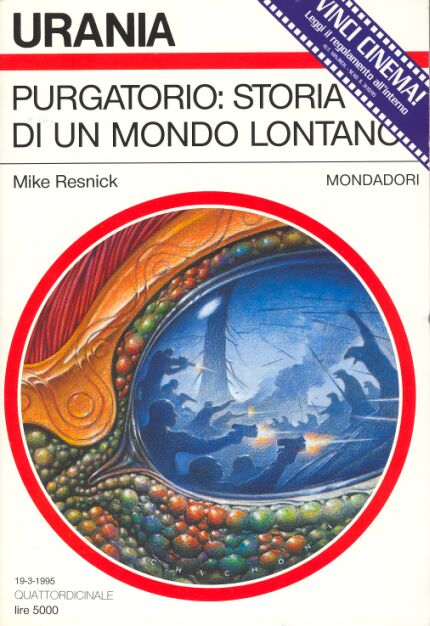 URANIA
VINCI CINEMA!
Leggi il regolamento all'interno
PURGATORIO: STORIA
DI UN MONDO LONTANO
Mike Resnick
MONDADORI
CHICHONI
19-3-1995
QUATTORDICINALE
lire 5000